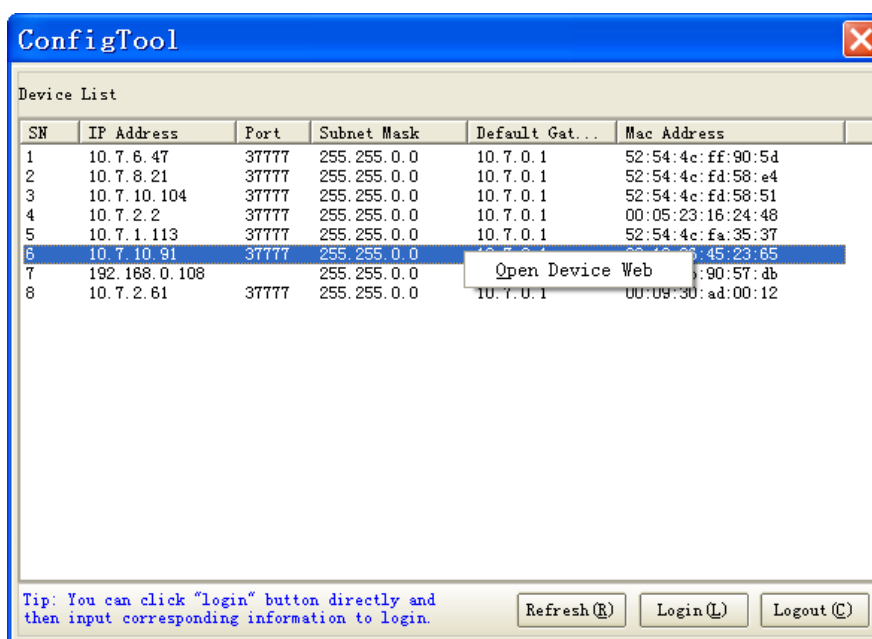 ConfigTool
Device List
SN IP Address Port Subnet Mask Default Gat... Mac Address
1 10.7.6.47 37777 255.255.0.0 10.7.0.1 52:54:4c:ff:90:5d
2 10.7.8.21 37777 255.255.0.0 10.7.0.1 52:54:4c:fd:58:e4
3 10.7.10.104 37777 255.255.0.0 10.7.0.1 52:54:4c:fd:58:51
4 10.7.2.2 37777 255.255.0.0 10.7.0.1 00:05:23:16:24:48
5 10.7.1.113 37777 255.255.0.0 10.7.0.1 52:54:4c:fa:35:37
6 10.7.10.91 37777 255.255.0.0 :45:23:65
Open Device Web
7 192.168.0.108 255.255.0.0 :90:57:db
8 10.7.2.61 37777 255.255.0.0 10.7.0.1 00:09:30:ad:00:12
Tip: You can click "login" button directly and
then input corresponding information to login.
Refresh(R) Login(L) Logout(C)